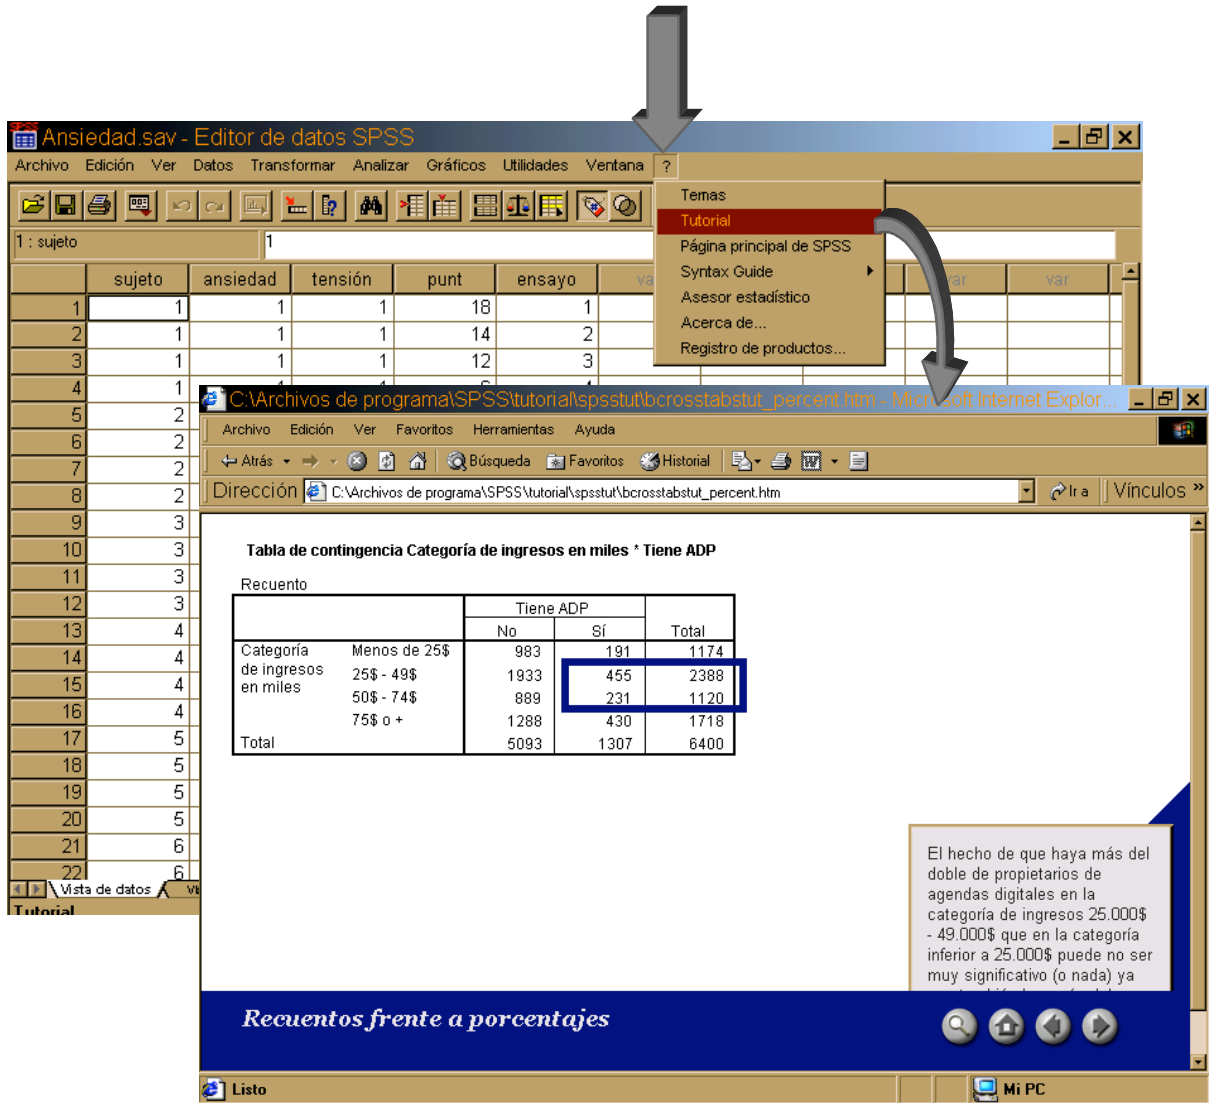 Ansiedad.sav - Editor de datos SPSS
Archivo Edición Ver Datos Transformar Analizar Gráficos Utilidades Ventana ?
Temas
Tutorial
Página principal de SPSS
Syntax Guide
Asesor estadístico
Acerca de...
Registro de productos...
1 : sujeto 1
sujeto ansiedad tensión punt ensayo va var var
1 1 1 1 18 1
2 1 1 1 14 2
3 1 1 1 12 3
4 1
5 2
6 2
7 2
8 2
9 3
10 3
11 3
12 3
13 4
14 4
15 4
16 4
17 5
18 5
19 5
20 5
21 6
22 6
Vista de datos
Tutorial
C:\Archivos de programa\SPSS\tutorial\spsstut\bcrosstabstut_percent.htm - Microsoft Internet Explor...
Archivo Edición Ver Favoritos Herramientas Ayuda
Atrás Búsqueda Favoritos Historial
Dirección C:\Archivos de programa\SPSS\tutorial\spsstut\bcrosstabstut_percent.htm Ir a Vínculos »
Tabla de contingencia Categoría de ingresos en miles * Tiene ADP
Recuento
Tiene ADP
No Sí Total
Categoría de ingresos en miles Menos de 25$ 983 191 1174
25$ - 49$ 1933 455 2388
50$ - 74$ 889 231 1120
75$ o + 1288 430 1718
Total 5093 1307 6400
El hecho de que haya más del
doble de propietarios de
agendas digitales en la
categoría de ingresos 25.000$
- 49.000$ que en la categoría
inferior a 25.000$ puede no ser
muy significativo (o nada) ya
Recuentos frente a porcentajes
Listo Mi PC